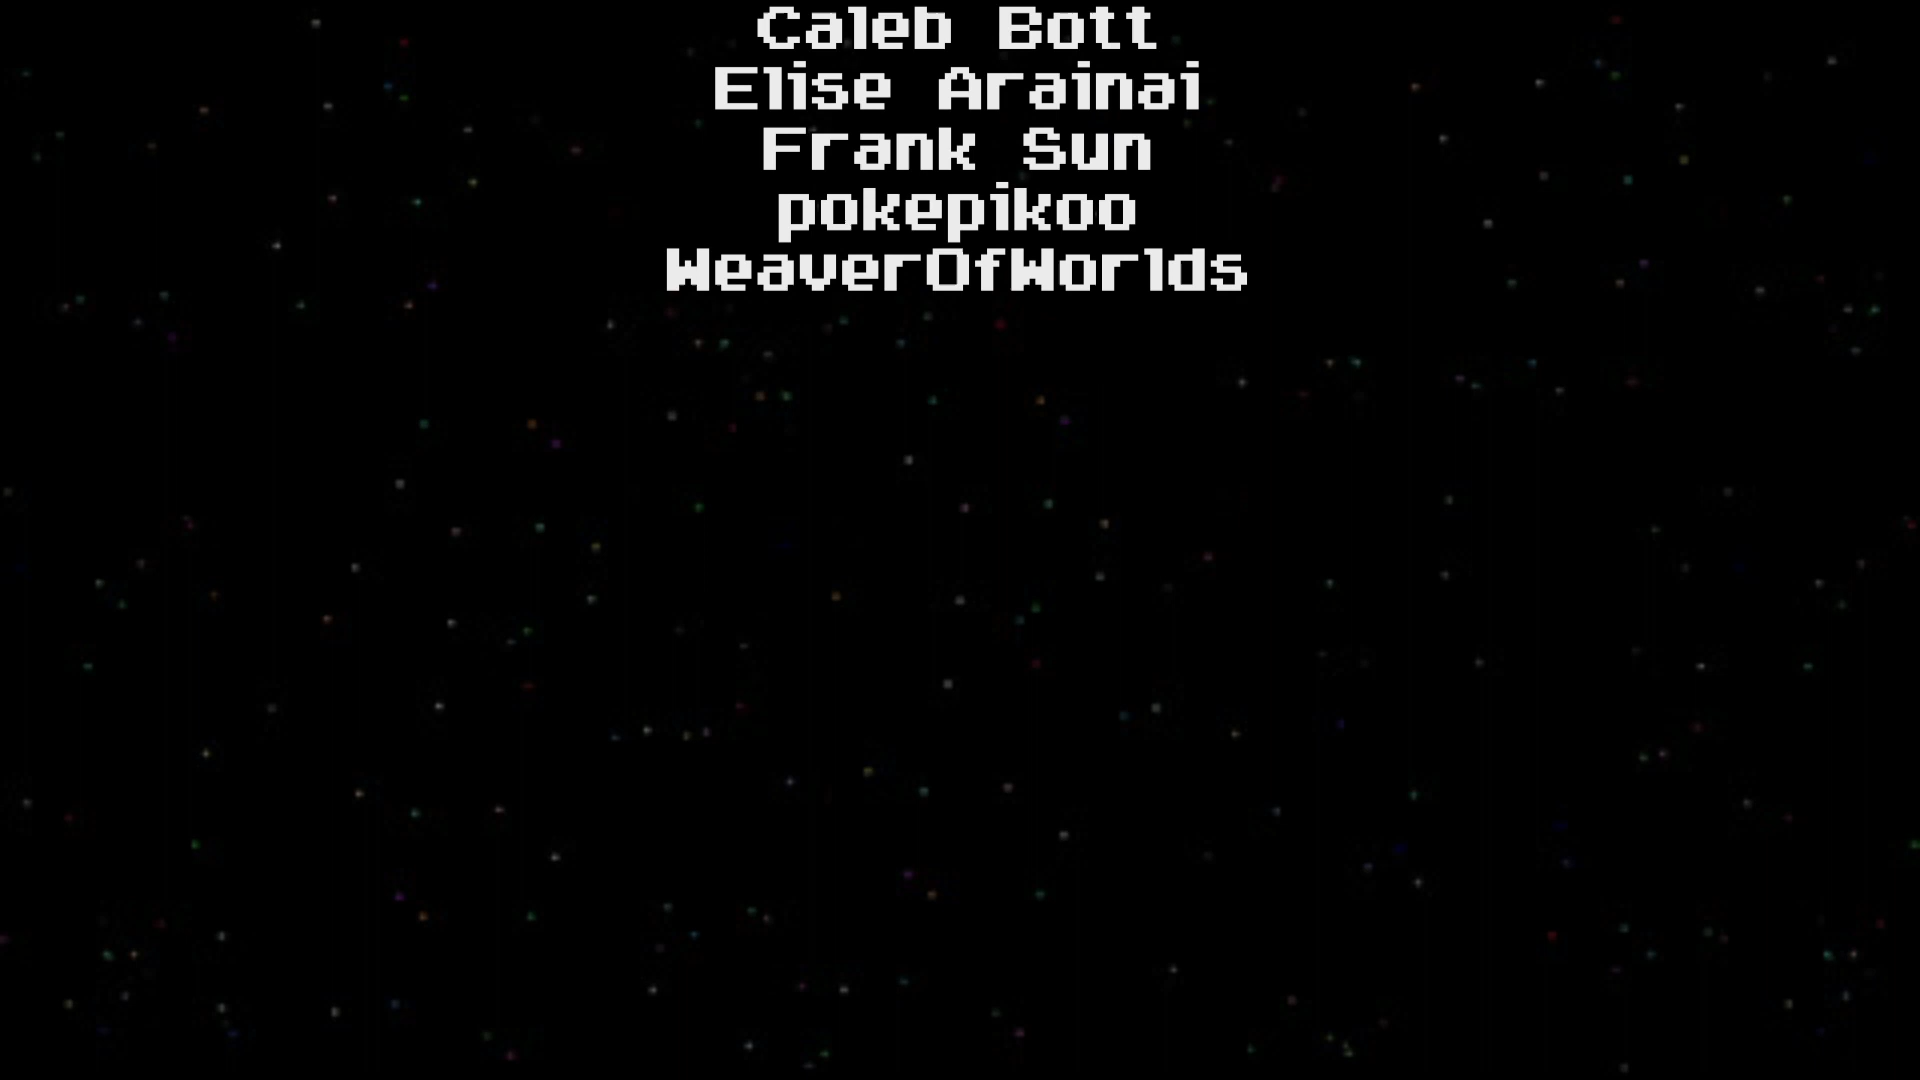 Caleb Bott
Elise Arainai
Frank Sun
pokepikoo
WeaverOfWorlds